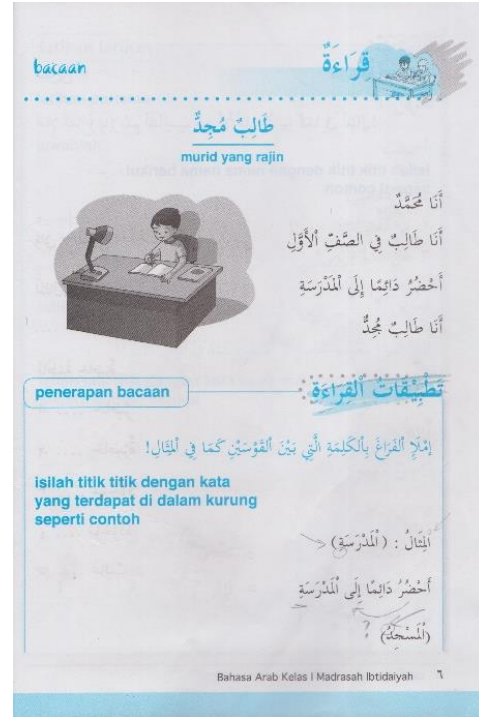 bacaan
قِرَاءَةٌ
طَالِبٌ مُجِدٌّ
murid yang rajin
أَنَا مُحَمَّدٌ
أَنَا طَالِبٌ فِي الصَّفِّ الْأَوَّلِ
أَحْضُرُ دَائِمًا إِلَى الْمَدْرَسَةِ
أَنَا طَالِبٌ مُجِدٌّ
penerapan bacaan
تَطْبِيْقَاتُ الْقِرَاءَةِ
إِمْلَإِ الْفَرَاغَ بِالْكَلِمَةِ الَّتِي بَيْنَ الْقَوْسَيْنِ كَمَا فِي الْمِثَالِ!
isilah titik titik dengan kata
yang terdapat di dalam kurung
seperti contoh
الْمِثَالُ : (الْمَدْرَسَةِ)
أَحْضُرُ دَائِمًا إِلَى الْمَدْرَسَةِ
(الْمَسْجِدُ) ?
Bahasa Arab Kelas I Madrasah Ibtidaiyah ٦